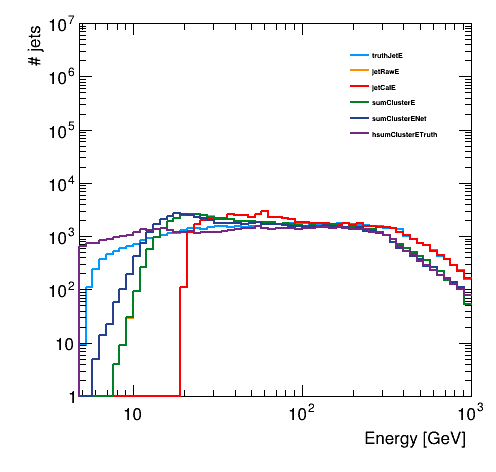 # jets
10^7
10^6
10^5
10^4
10^3
10^2
10
1
truthJetE
jetRawE
jetCalE
sumClusterE
sumClusterENet
hsumClusterETruth
10
10^2
10^3
Energy [GeV]